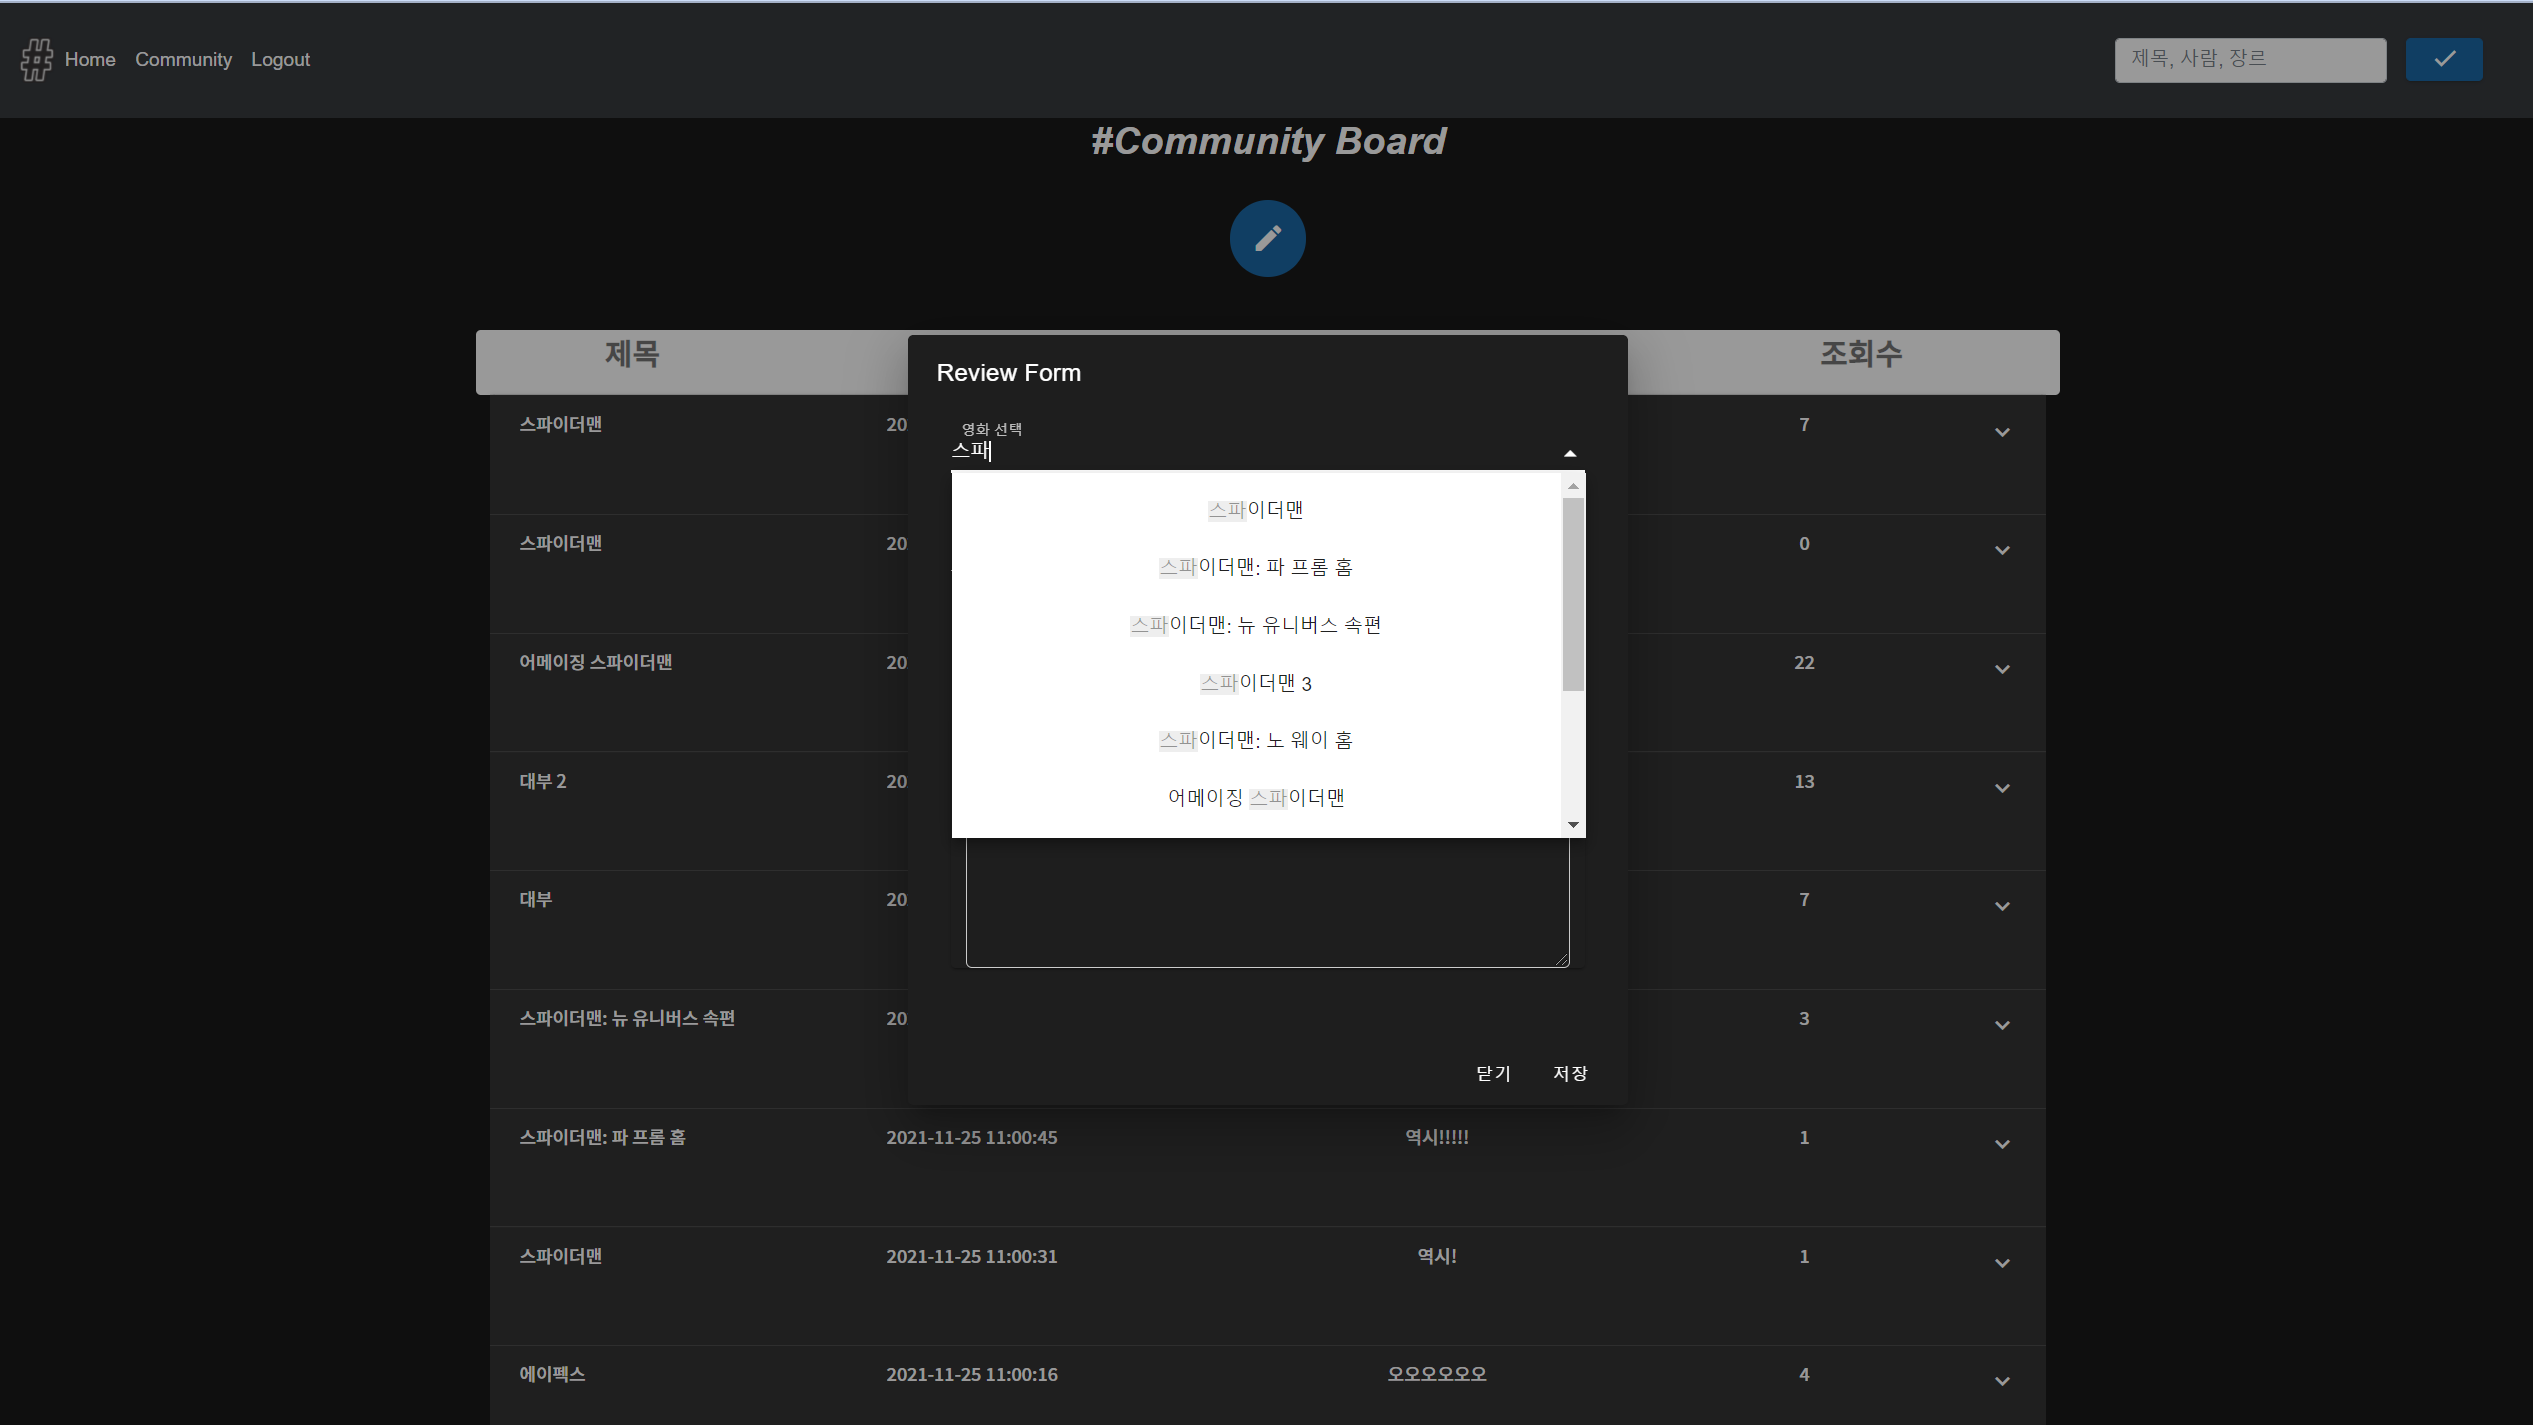 Home Community Logout
제목, 사람, 장르
#Community Board
제목
조회수
Review Form
영화 선택
스패
스파이더맨
스파이더맨: 파 프롬 홈
스파이더맨: 뉴 유니버스 속편
스파이더맨 3
스파이더맨: 노 웨이 홈
어메이징 스파이더맨
닫기 저장
스파이더맨 20 7
스파이더맨 20 0
어메이징 스파이더맨 20 22
대부 2 20 13
대부 20 7
스파이더맨: 뉴 유니버스 속편 20 3
스파이더맨: 파 프롬 홈 2021-11-25 11:00:45 역시!!!!! 1
스파이더맨 2021-11-25 11:00:31 역시! 1
에이펙스 2021-11-25 11:00:16 오오오오오오 4